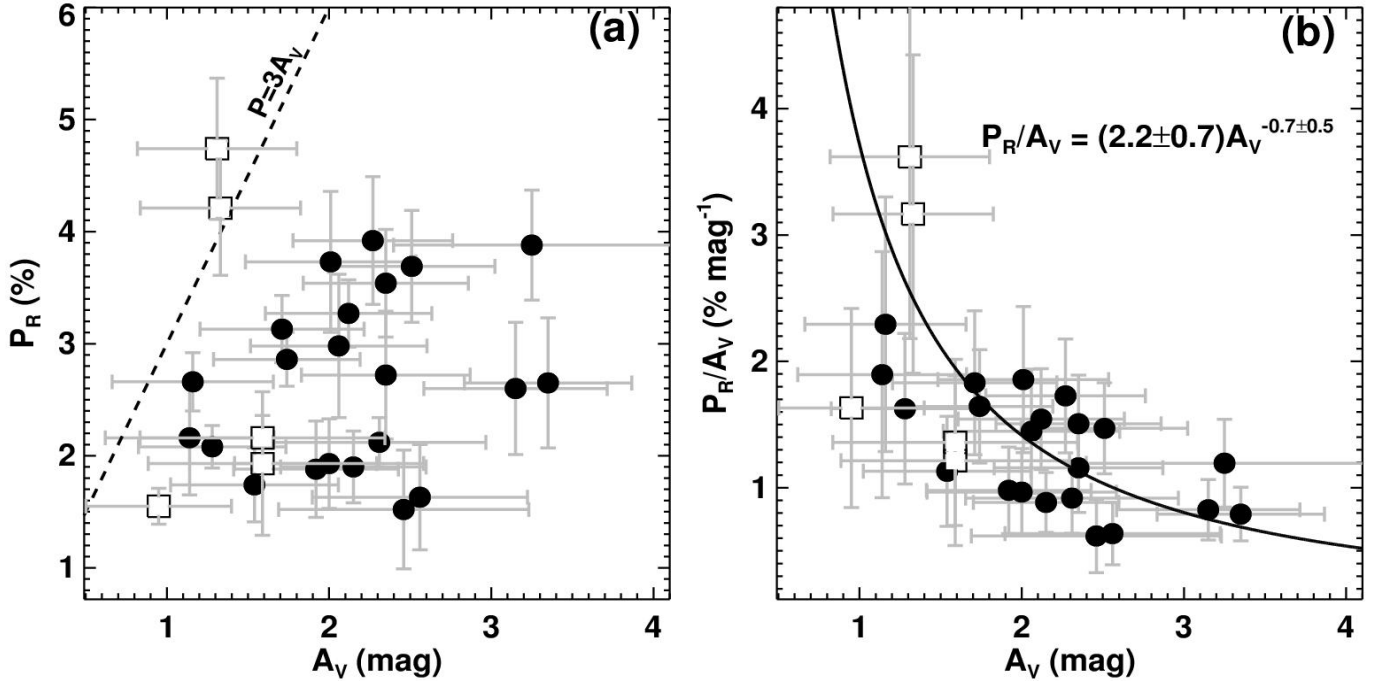 (a)
P=3A_V
P_R (%)
6
5
4
3
2
1
1 2 3 4
A_V (mag)
(b)
P_R/A_V = (2.2±0.7)A_V^-0.7±0.5
P_R/A_V (% mag^-1)
4
3
2
1
1 2 3 4
A_V (mag)